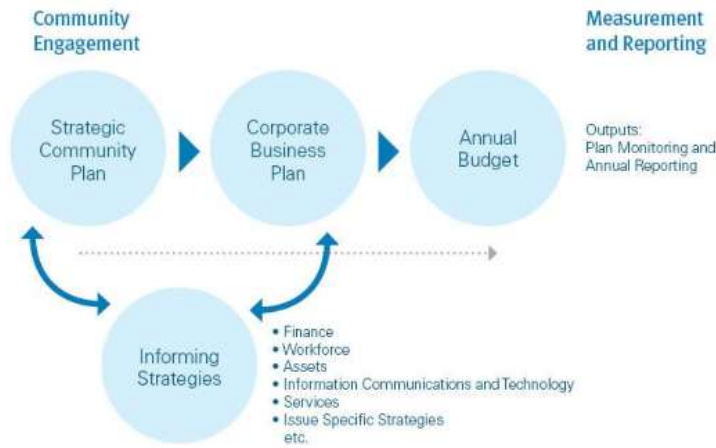 Community
Engagement
Measurement
and Reporting
Strategic
Community
Plan
Corporate
Business
Plan
Annual
Budget
Outputs:
Plan Monitoring and
Annual Reporting
Informing
Strategies
• Finance
• Workforce
• Assets
• Information Communications and Technology
• Services
• Issue Specific Strategies
etc.